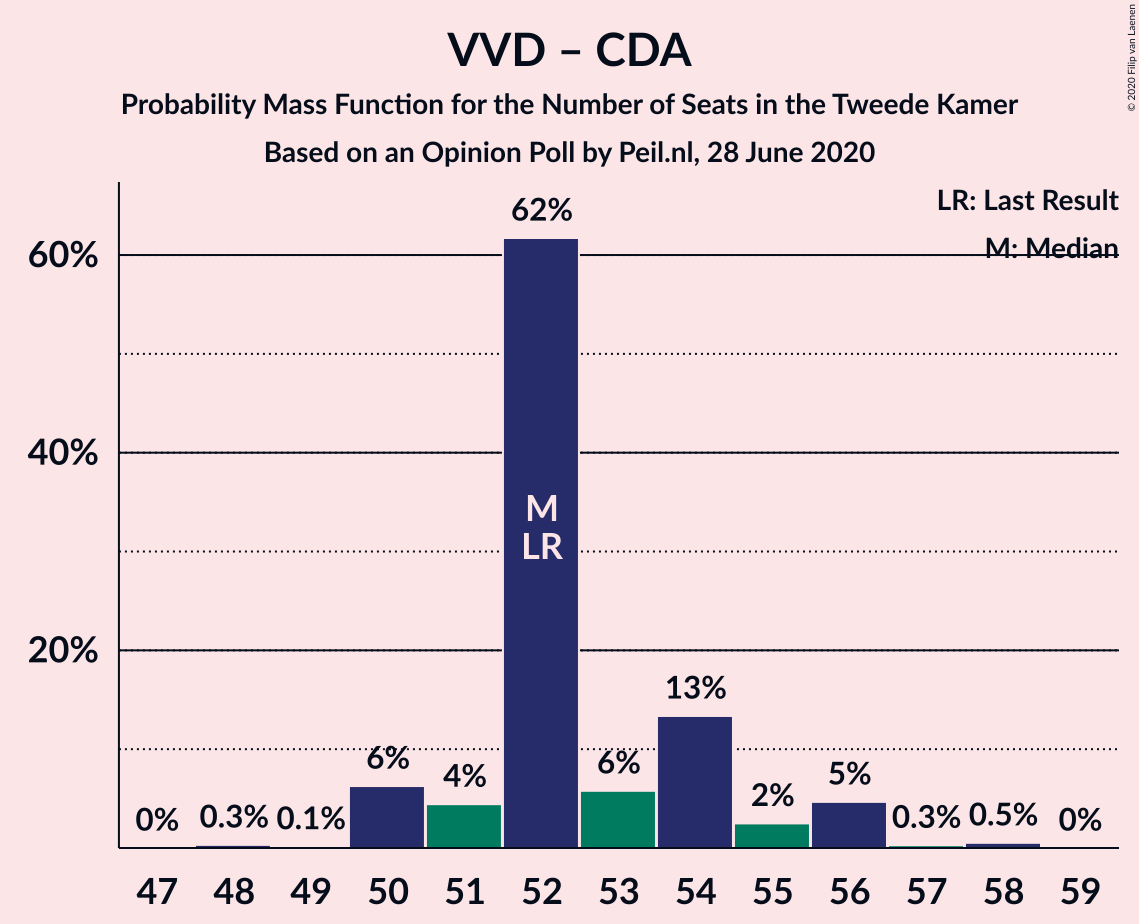 VVD – CDA
Probability Mass Function for the Number of Seats in the Tweede Kamer
Based on an Opinion Poll by Peil.nl, 28 June 2020
© 2020 Filip van Laenen
LR: Last Result
M: Median
60%
40%
20%
0% 0.3% 0.1% 6% 4% 62% 6% 13% 2% 5% 0.3% 0.5% 0%
M
LR
47 48 49 50 51 52 53 54 55 56 57 58 59